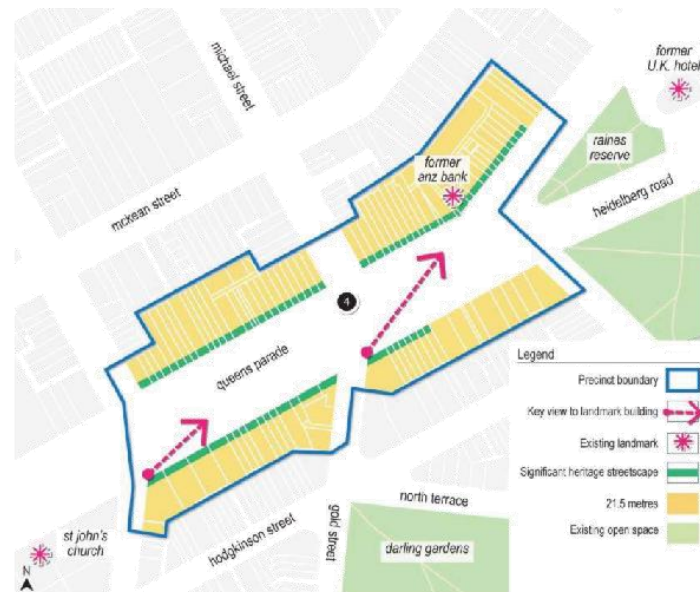 michael street
former
U.K. hotel
raines
reserve
former
anz bank
heidelberg road
mckean street
4
queens parade
Legend
Precinct boundary
Key view to landmark building
Existing landmark
Significant heritage streetscape
21.5 metres
Existing open space
north terrace
gold street
darling gardens
hodgkinson street
st john's
church
N